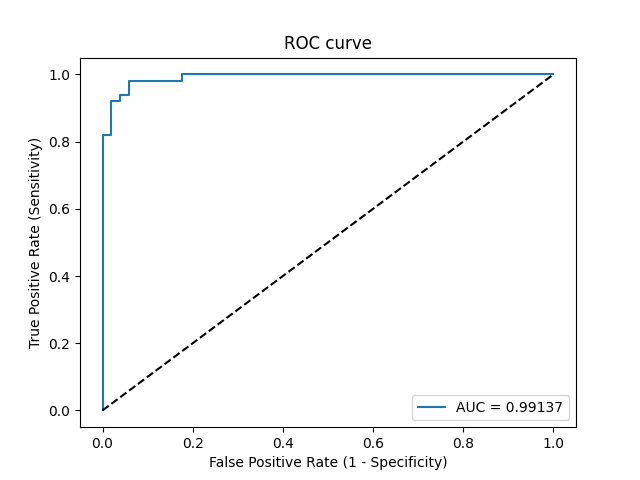 ROC curve
True Positive Rate (Sensitivity)
1.0
0.8
0.6
0.4
0.2
0.0
AUC = 0.99137
0.0 0.2 0.4 0.6 0.8 1.0
False Positive Rate (1 - Specificity)